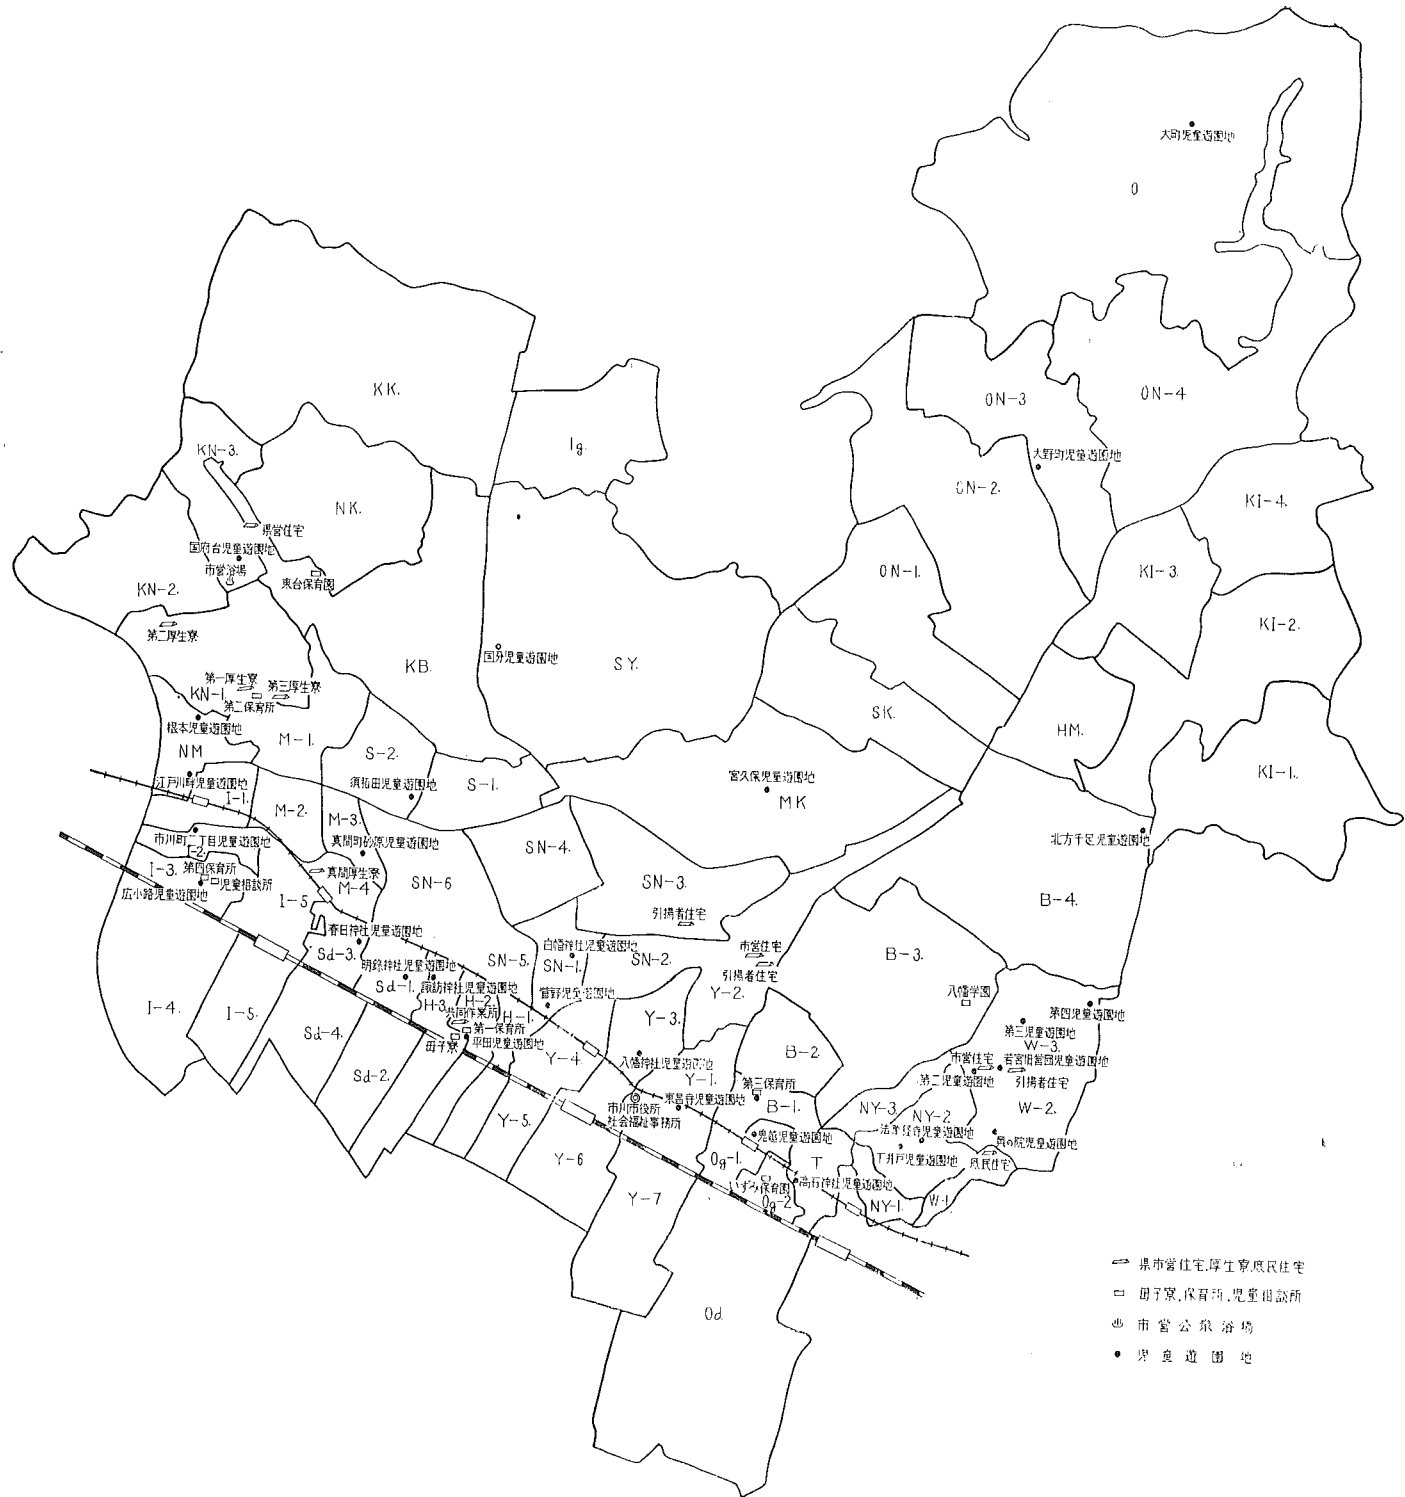 大町児童遊園地
O
KK.
Ig.
ON-3
ON-4
大野町児童遊園地
KN-3.
NK.
ON-2.
KI-4.
県営住宅
国府台児童遊園地
市営浴場
東台保育園
KN-2.
ON-1.
KI-3.
KI-2.
第二厚生寮
国分児童遊園地
SY.
KB.
第一厚生寮
第三厚生寮
KN-1.
第二保育所
根本児童遊園地
M-1.
SK.
HM.
NM
S-2.
江戸川畔児童遊園地
須和田児童遊園地
S-1.
宮久保児童遊園地
MK
KI-1.
I-1.
M-2.
M-3.
市川町二丁目児童遊園地
真間町砂原児童遊園地
I-2.
SN-4.
北方千足児童遊園地
I-3.
第四保育所
児童相談所
真間厚生寮
M-4
SN-6
SN-3.
広小路児童遊園地
I-5
B-4.
引揚者住宅
春日神社児童遊園地
Sd-3.
白幡神社児童遊園地
市営住宅
SN-5.
SN-1.
SN-2.
引揚者住宅
B-3.
Sd-1.
諏訪神社児童遊園地
Y-2.
八幡学園
I-4.
I-5.
H-3
H-2.
共同作業所
H-1.
菅野児童遊園地
第四児童遊園地
第三児童遊園地
W-3.
Sd-4.
第一保育所
母子寮
平田児童遊園地
Y-3.
Y-4.
B-2.
八幡神社児童遊園地
市営住宅
若宮旧営団児童遊園地
第二児童遊園地
引揚者住宅
Sd-2.
Y-1.
第三保育所
B-1.
NY-3.
NY-2
W-2.
市川市役所
社会福祉事務所
東昌寺児童遊園地
Y-5.
鬼越児童遊園地
法華経寺児童遊園地
奥の院児童遊園地
Y-6
Og-1.
T
下井戸児童遊園地
庶民住宅
Y-7
いずみ保育園
高石神社児童遊園地
Og-2.
NY-1.
W-1
Od.
県市営住宅,厚生寮,庶民住宅
母子寮,保育所,児童相談所
市営公衆浴場
児童遊園地